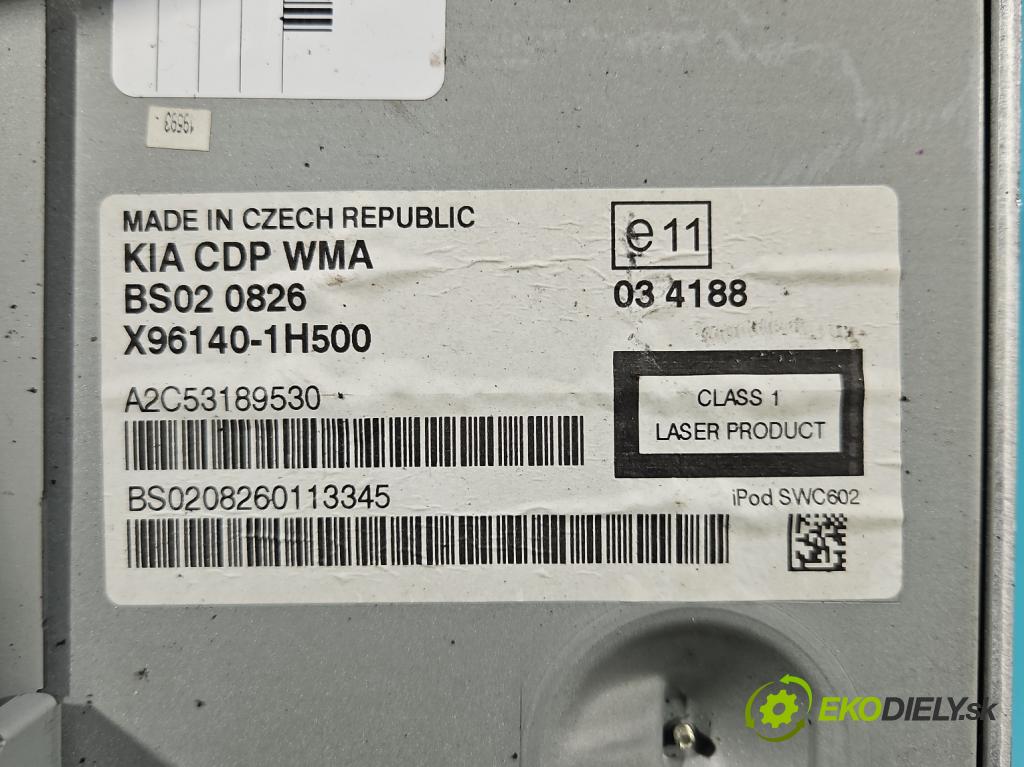 19593
MADE IN CZECH REPUBLIC
KIA CDP WMA
BS02 0826
X96140-1H500
A2C53189530
BS0208260113345
e11
03 4188
CLASS 1
LASER PRODUCT
iPod SWC602
EKODIELY.sk